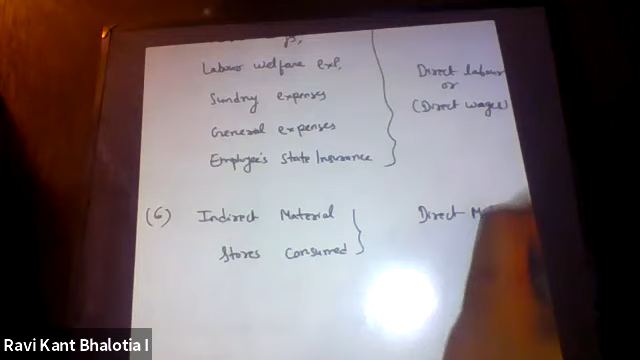 Labour welfare exp.
Sundry expenses
General expenses
Employee's State Insurance
Direct labour
or
(Direct wages)
(6) Indirect Material
Stores Consumed
Direct
Ravi Kant Bhalotia I